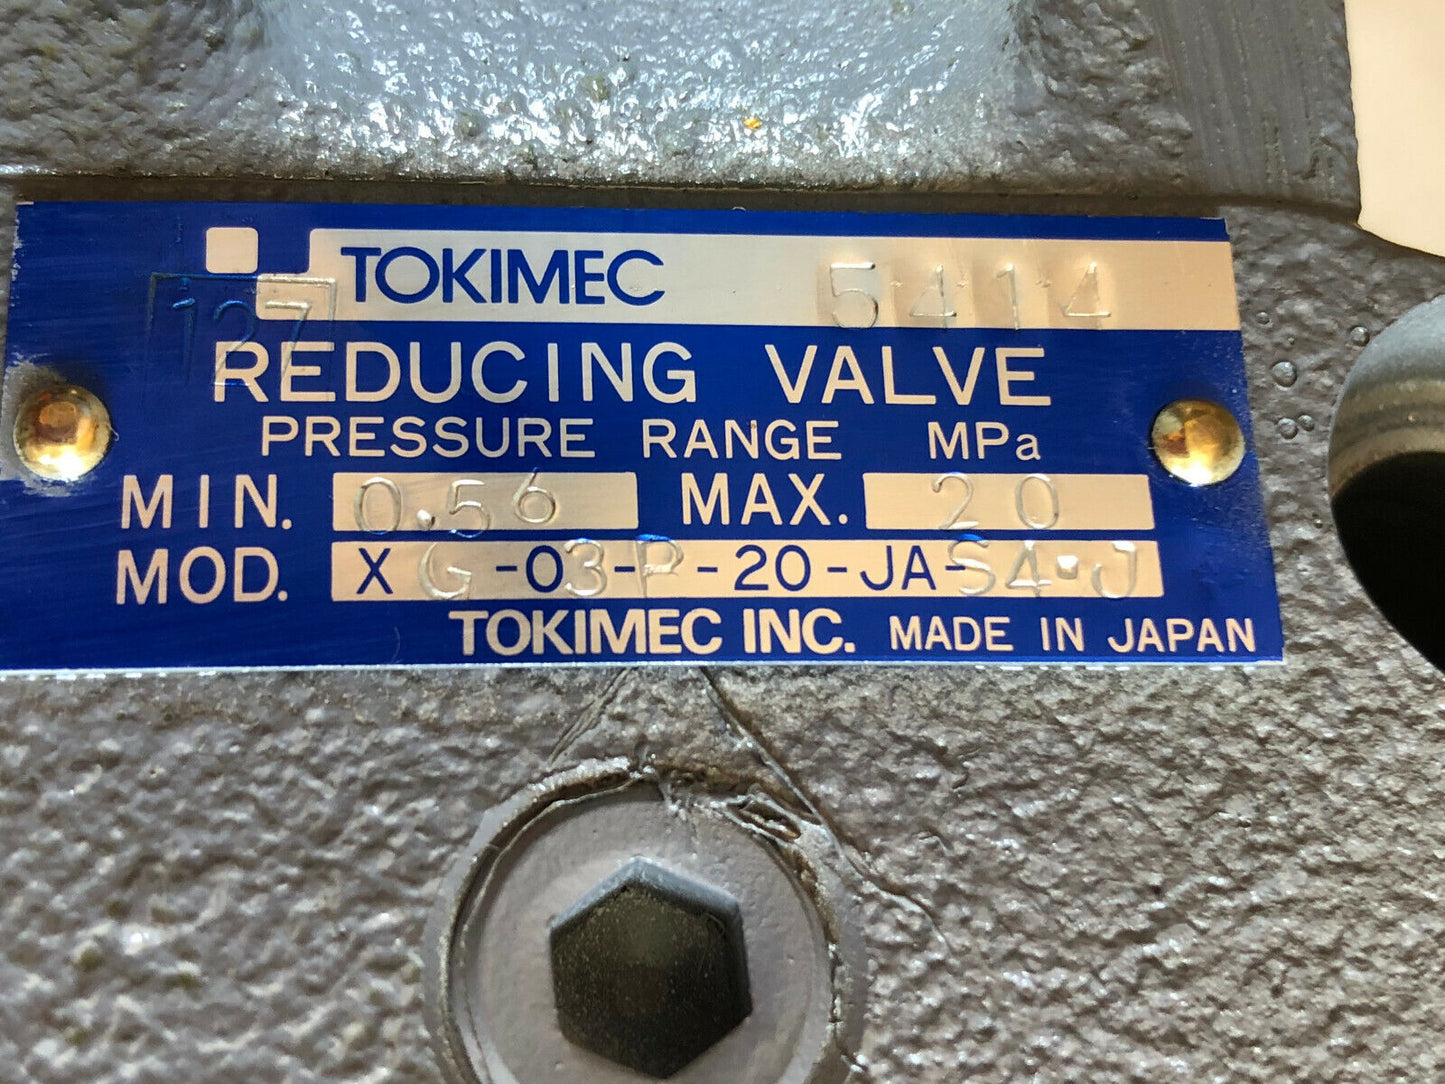 TOKIMEC 5414
127
REDUCING VALVE
PRESSURE RANGE MPa
MIN. 0.56 MAX. 20
MOD. XG-03-P-20-JA-S4-J
TOKIMEC INC. MADE IN JAPAN